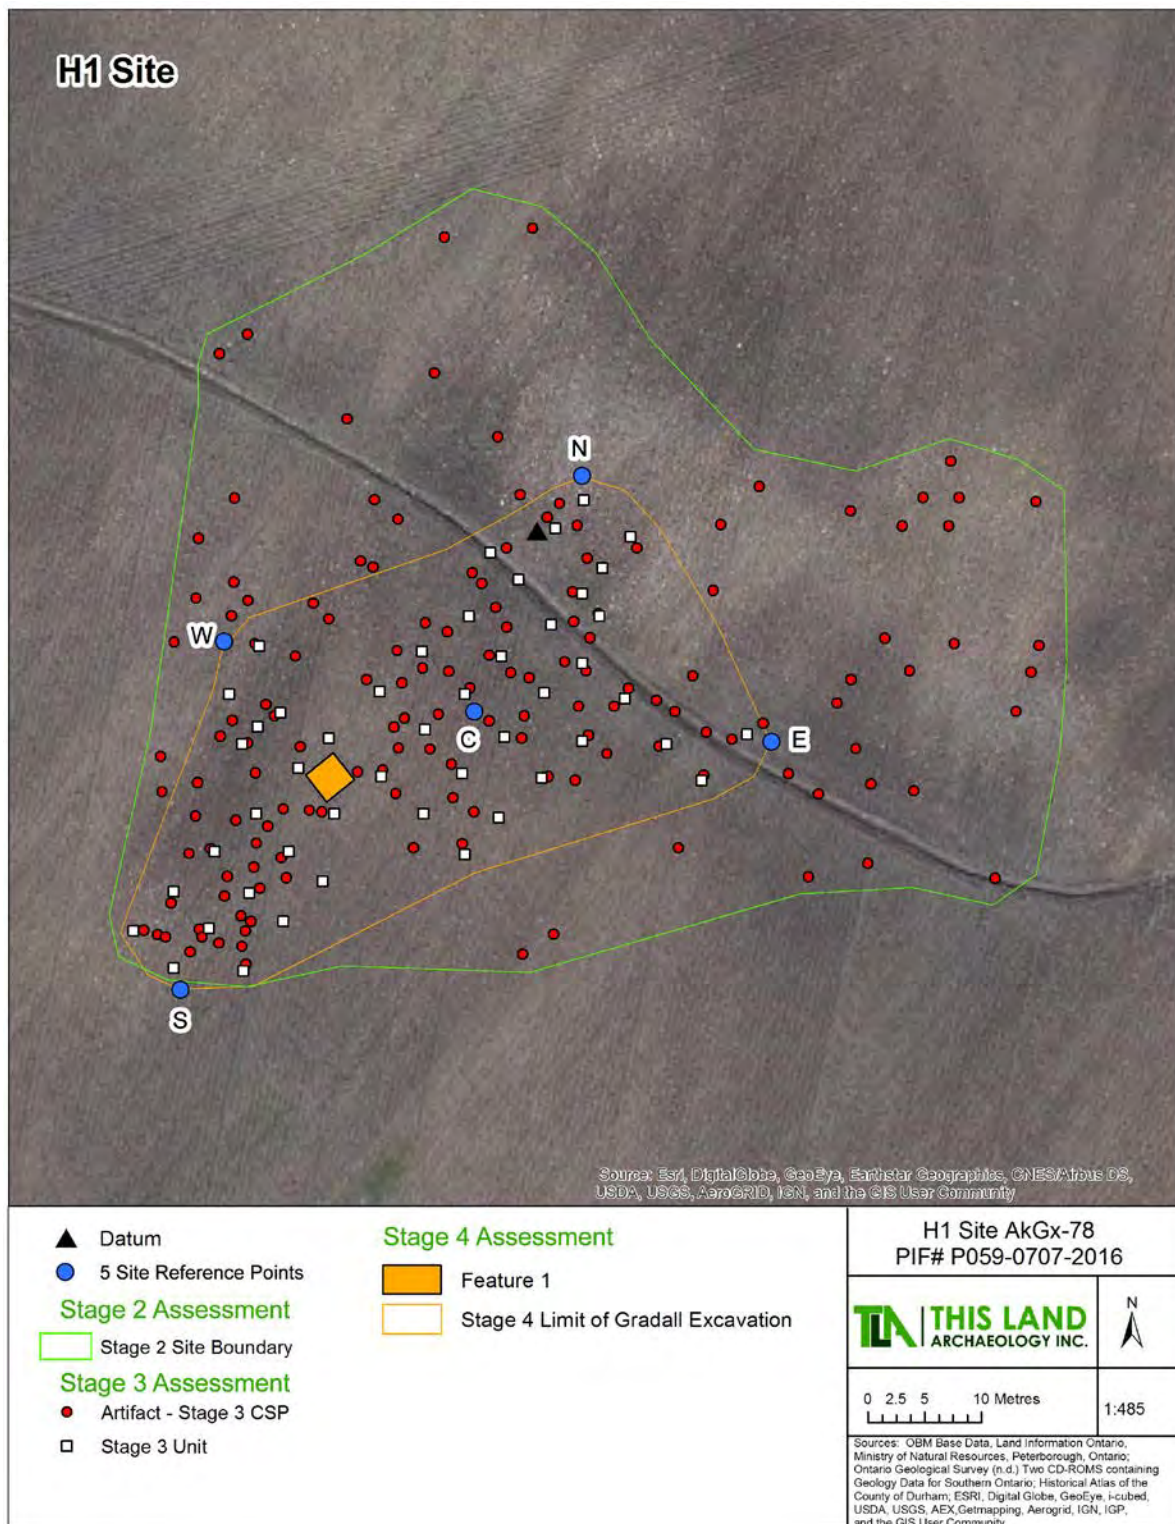 H1 Site
N
W
C
E
S
Source: Esri, DigitalGlobe, GeoEye, Earthstar Geographics, CNES/Airbus DS,
USDA, USGS, AeroGRID, IGN, and the GIS User Community
Datum
5 Site Reference Points
Stage 2 Assessment
Stage 2 Site Boundary
Stage 3 Assessment
Artifact - Stage 3 CSP
Stage 3 Unit
Stage 4 Assessment
Feature 1
Stage 4 Limit of Gradall Excavation
H1 Site AkGx-78
PIF# P059-0707-2016
TLA THIS LAND
ARCHAEOLOGY INC.
N
0 2.5 5 10 Metres
1:485
Sources: OBM Base Data, Land Information Ontario,
Ministry of Natural Resources, Peterborough, Ontario;
Ontario Geological Survey (n.d.) Two CD-ROMS containing
Geology Data for Southern Ontario; Historical Atlas of the
County of Durham; ESRI, Digital Globe, GeoEye, i-cubed,
USDA, USGS, AEX,Getmapping, Aerogrid, IGN, IGP,
and the GIS User Community